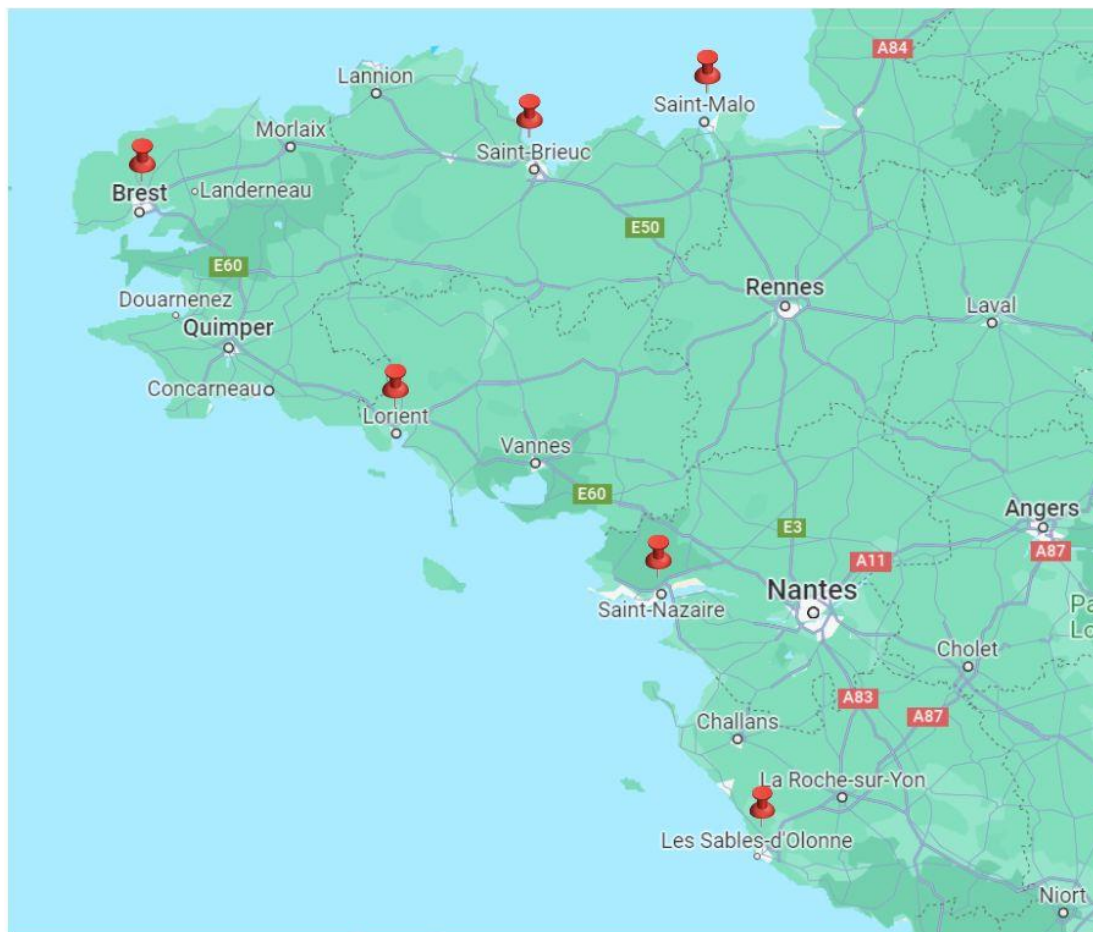 A84
Lannion
Saint-Malo
Morlaix
Saint-Brieuc
Brest
Landerneau
E50
E60
Rennes
Douarnenez
Laval
Quimper
Concarneau
Lorient
Vannes
E60
Angers
E3
A11
A87
Nantes
Saint-Nazaire
Pa
Lo
Cholet
A83
A87
Challans
La Roche-sur-Yon
Les Sables-d'Olonne
Niort